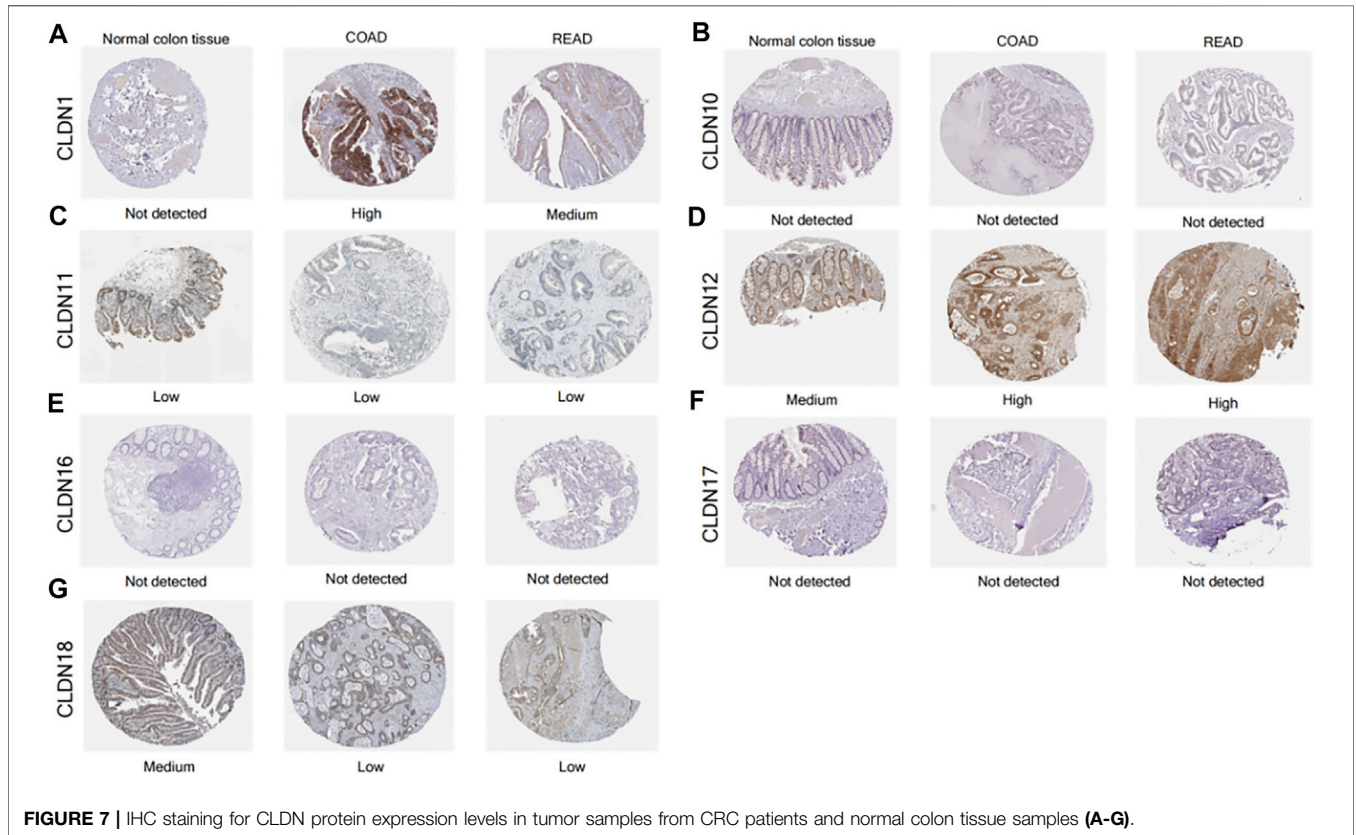 A
Normal colon tissue COAD READ
CLDN1
Not detected High Medium
B
Normal colon tissue COAD READ
CLDN10
Not detected Not detected Not detected
C
CLDN11
Low Low Low
D
CLDN12
Medium High High
E
CLDN16
Not detected Not detected Not detected
F
CLDN17
Not detected Not detected Not detected
G
CLDN18
Medium Low Low
FIGURE 7 | IHC staining for CLDN protein expression levels in tumor samples from CRC patients and normal colon tissue samples (A-G).